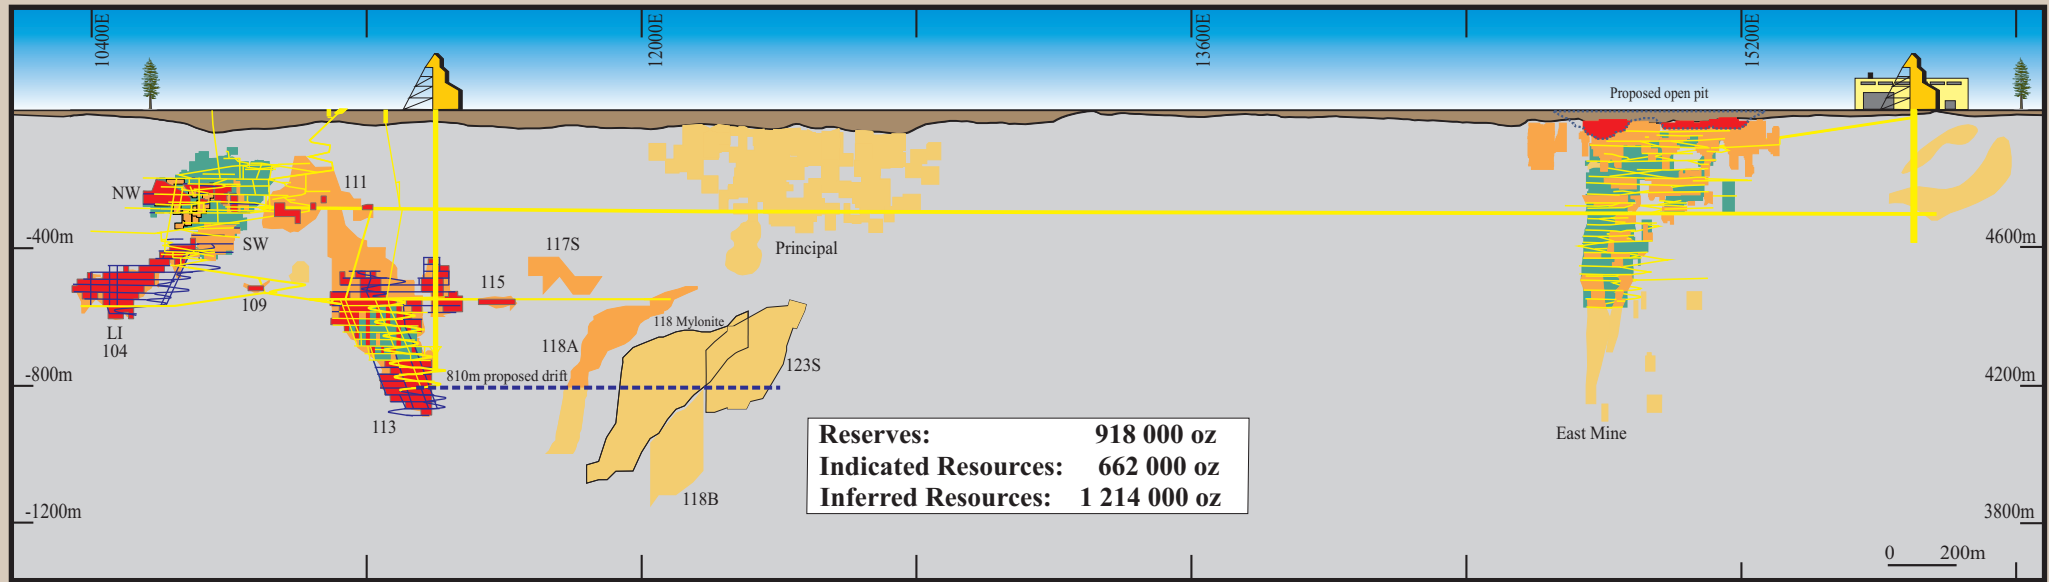 10400E
12000E
13600E
15200E
Proposed open pit
NW
111
SW
-400m
4600m
117S
Principal
115
109
LI
104
118 Mylonite
118A
123S
-800m
810m proposed drift
4200m
113
East Mine
Reserves: 918 000 oz
Indicated Resources: 662 000 oz
Inferred Resources: 1 214 000 oz
118B
-1200m
3800m
0 200m